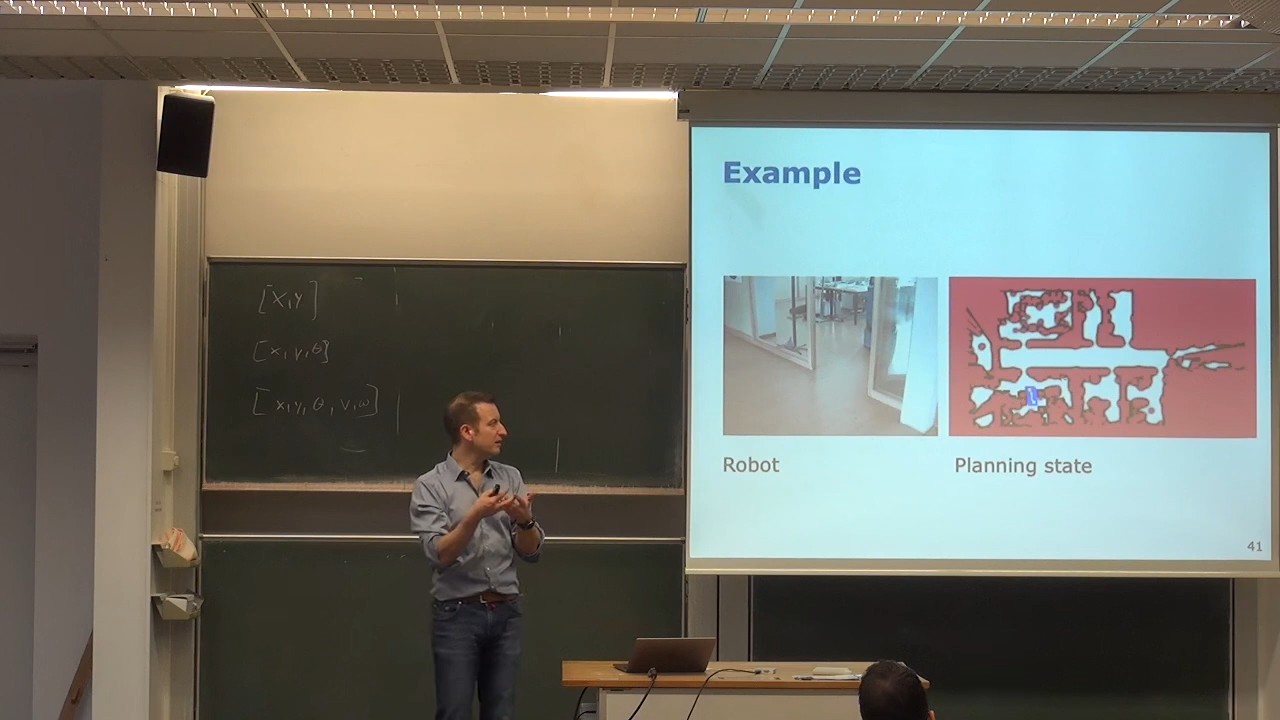 [x,y]
[x,y,θ]
[x,y,θ,v,ω]
Example
Robot
Planning state
41